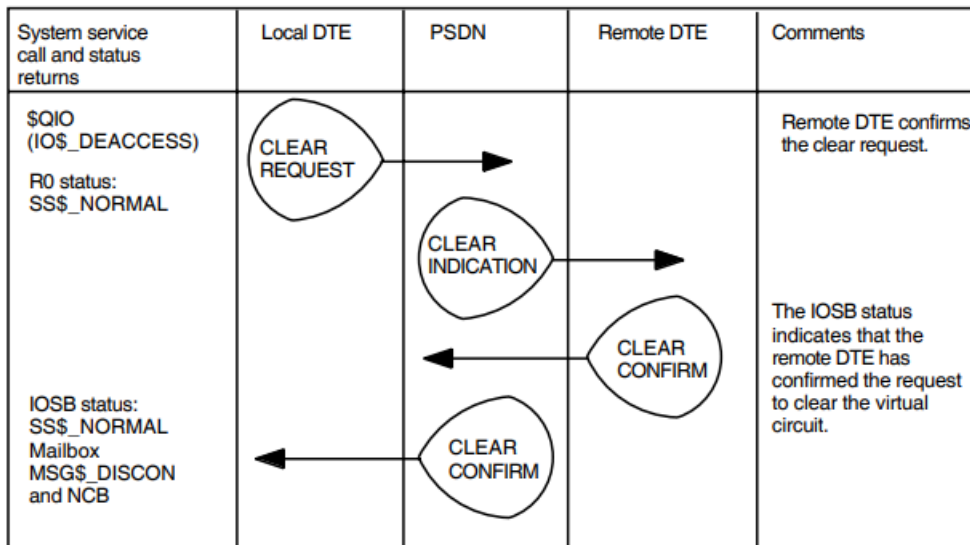 System service
call and status
returns
Local DTE
PSDN
Remote DTE
Comments
$QIO
(IO$_DEACCESS)
R0 status:
SS$_NORMAL
CLEAR
REQUEST
Remote DTE confirms
the clear request.
CLEAR
INDICATION
CLEAR
CONFIRM
The IOSB status
indicates that the
remote DTE has
confirmed the request
to clear the virtual
circuit.
IOSB status:
SS$_NORMAL
Mailbox
MSG$_DISCON
and NCB
CLEAR
CONFIRM